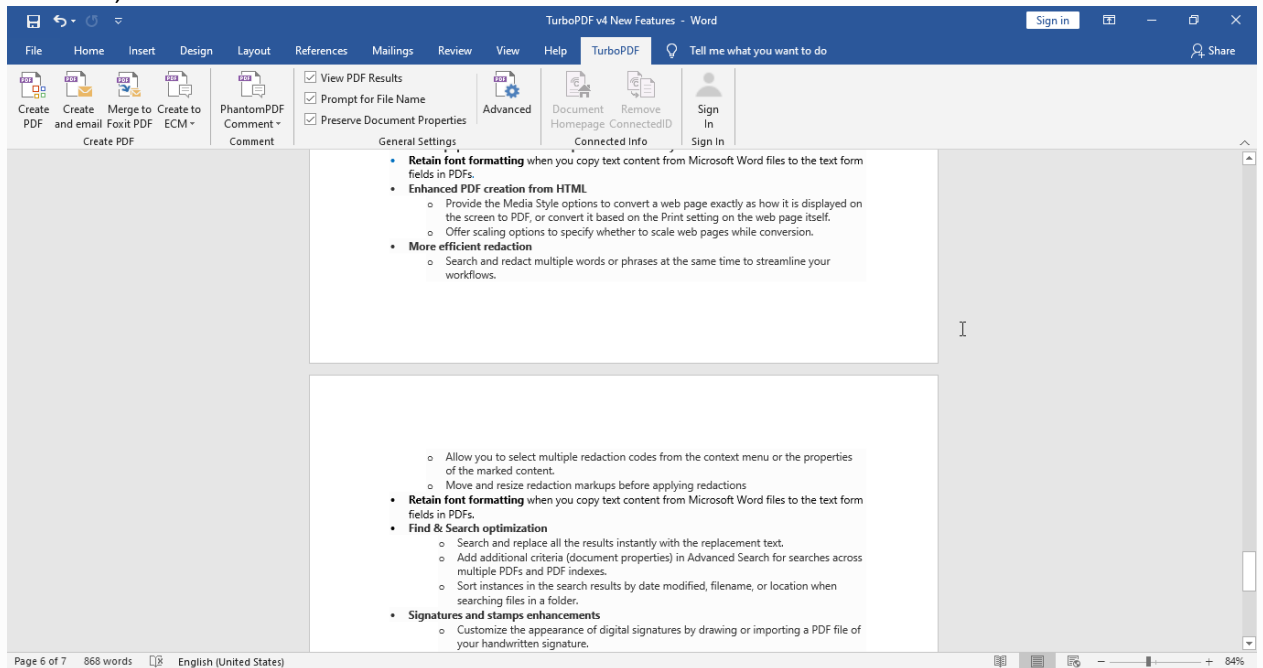 TurboPDF v4 New Features - Word
Sign in
File Home Insert Design Layout References Mailings Review View Help TurboPDF Tell me what you want to do Share
Create PDF
Create and email
Merge to Foxit PDF
Create to ECM
Create PDF
PhantomPDF Comment
Comment
View PDF Results
Prompt for File Name
Preserve Document Properties
General Settings
Advanced
Document Homepage
Remove ConnectedID
Connected Info
Sign In
Sign In
• Retain font formatting when you copy text content from Microsoft Word files to the text form
fields in PDFs.
• Enhanced PDF creation from HTML
o Provide the Media Style options to convert a web page exactly as how it is displayed on
the screen to PDF, or convert it based on the Print setting on the web page itself.
o Offer scaling options to specify whether to scale web pages while conversion.
• More efficient redaction
o Search and redact multiple words or phrases at the same time to streamline your
workflows.
o Allow you to select multiple redaction codes from the context menu or the properties
of the marked content.
o Move and resize redaction markups before applying redactions
• Retain font formatting when you copy text content from Microsoft Word files to the text form
fields in PDFs.
• Find & Search optimization
o Search and replace all the results instantly with the replacement text.
o Add additional criteria (document properties) in Advanced Search for searches across
multiple PDFs and PDF indexes.
o Sort instances in the search results by date modified, filename, or location when
searching files in a folder.
• Signatures and stamps enhancements
o Customize the appearance of digital signatures by drawing or importing a PDF file of
your handwritten signature.
Page 6 of 7 868 words English (United States) 84%